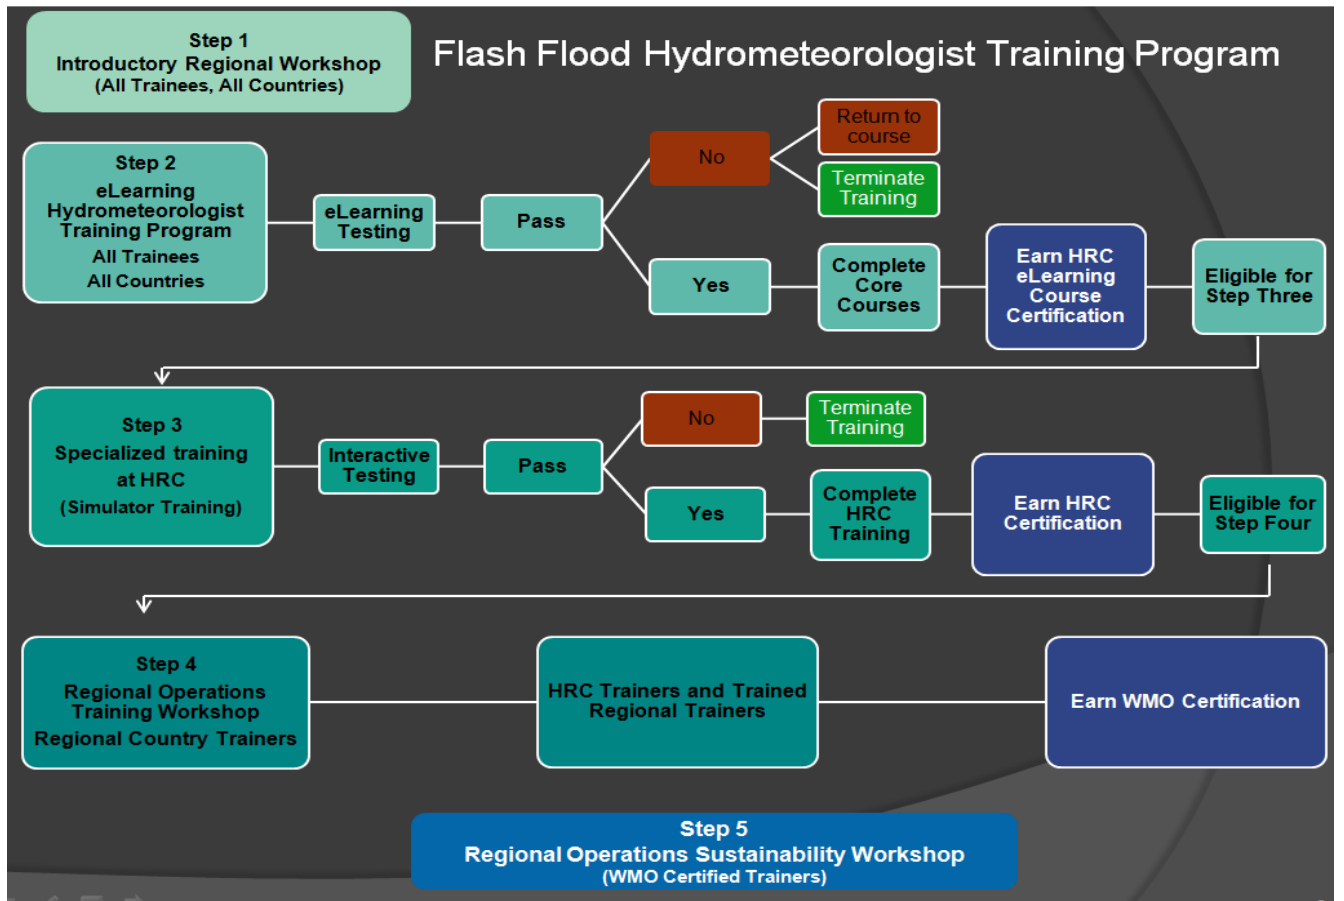 Flash Flood Hydrometeorologist Training Program
Step 1
Introductory Regional Workshop
(All Trainees, All Countries)
Step 2
eLearning
Hydrometeorologist
Training Program
All Trainees
All Countries
eLearning
Testing
Pass
No
Return to
course
Terminate
Training
Yes
Complete
Core
Courses
Earn HRC
eLearning
Course
Certification
Eligible for
Step Three
Step 3
Specialized training
at HRC
(Simulator Training)
Interactive
Testing
Pass
No
Terminate
Training
Yes
Complete
HRC
Training
Earn HRC
Certification
Eligible for
Step Four
Step 4
Regional Operations
Training Workshop
Regional Country Trainers
HRC Trainers and Trained
Regional Trainers
Earn WMO Certification
Step 5
Regional Operations Sustainability Workshop
(WMO Certified Trainers)